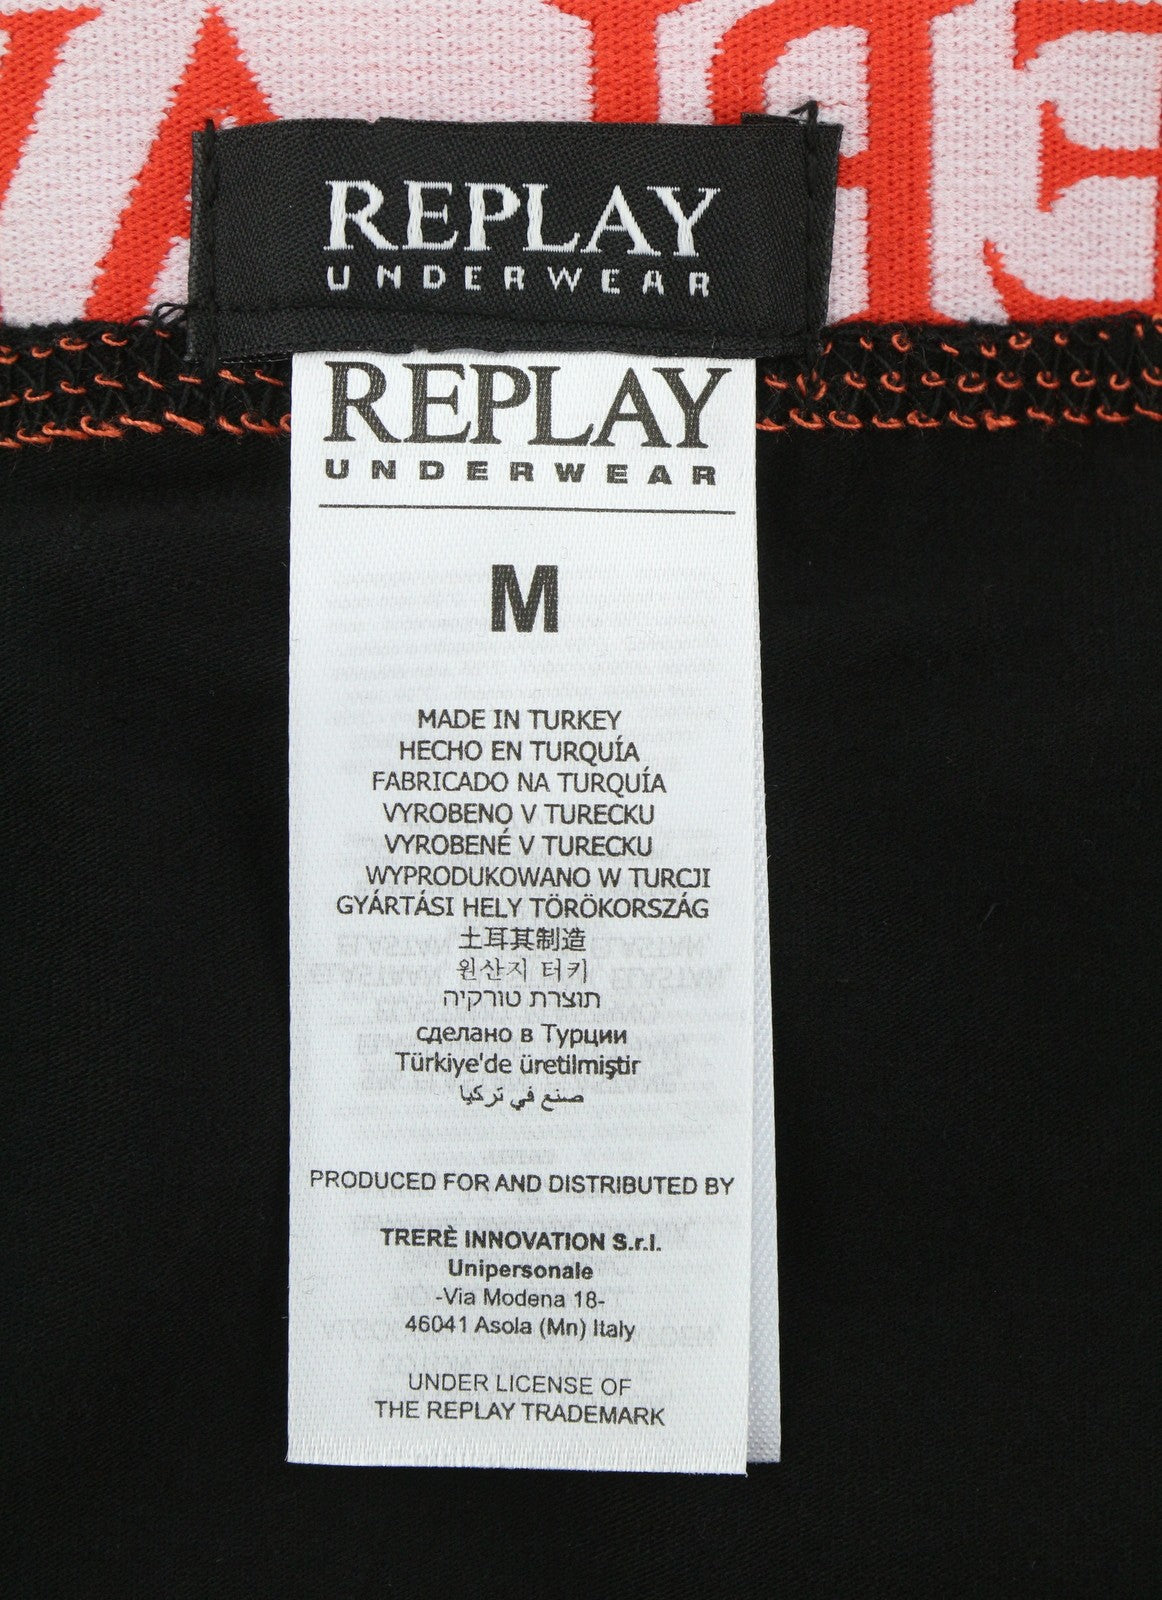 REPLAY
UNDERWEAR
REPLAY
UNDERWEAR
M
MADE IN TURKEY
HECHO EN TURQUÍA
FABRICADO NA TURQUÍA
VYROBENO V TURECKU
VYROBENÉ V TURECKU
WYPRODUKOWANO W TURCJI
GYÁRTÁSI HELY TÖRÖKORSZÁG
土耳其制造
원산지 터키
תוצרת טורקיה
сделано в Турции
Türkiye'de üretilmiştir
صنع في تركيا
PRODUCED FOR AND DISTRIBUTED BY
TRERÈ INNOVATION S.r.l.
Unipersonale
-Via Modena 18-
46041 Asola (Mn) Italy
UNDER LICENSE OF
THE REPLAY TRADEMARK